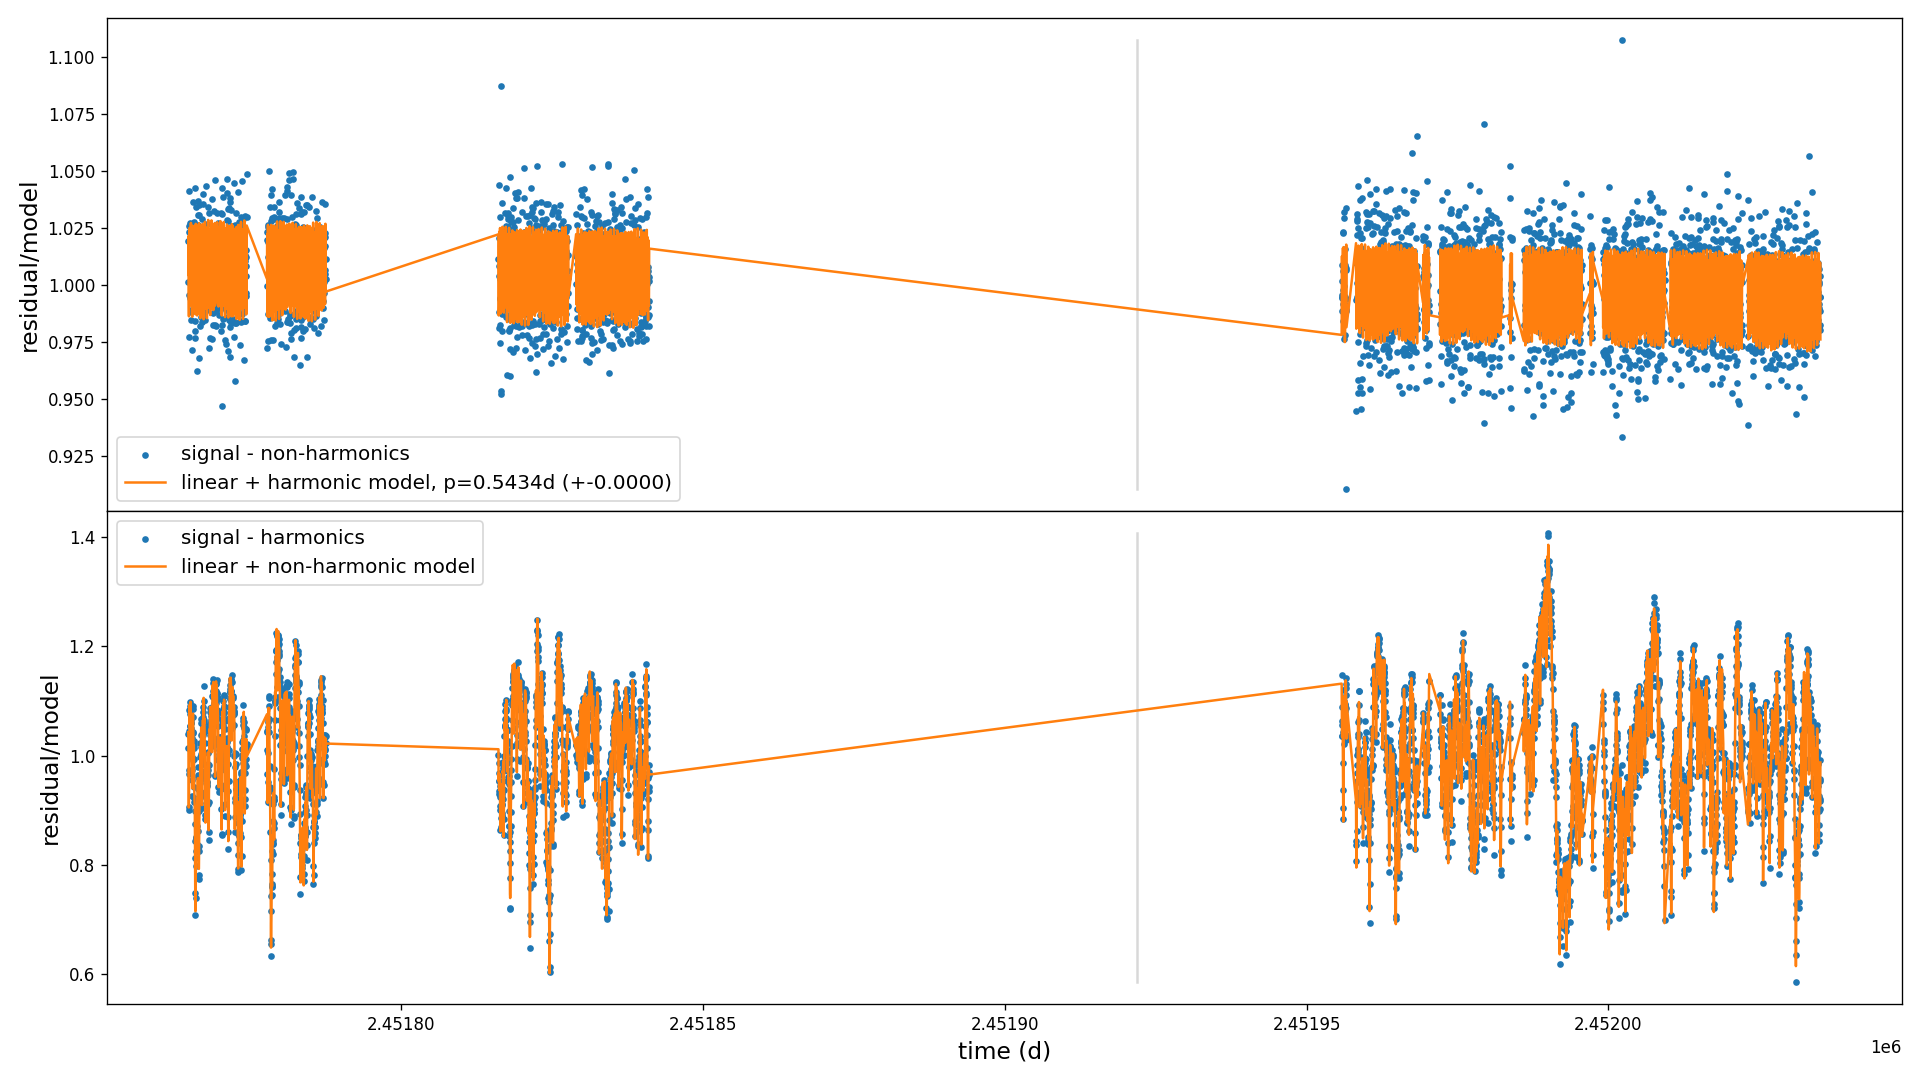 1.100
1.075
1.050
1.025
1.000
0.975
0.950
0.925
residual/model
signal - non-harmonics
linear + harmonic model, p=0.5434d (+-0.0000)
signal - harmonics
linear + non-harmonic model
1.4
1.2
1.0
0.8
0.6
residual/model
2.45180
2.45185
2.45190
2.45195
2.45200
1e6
time (d)